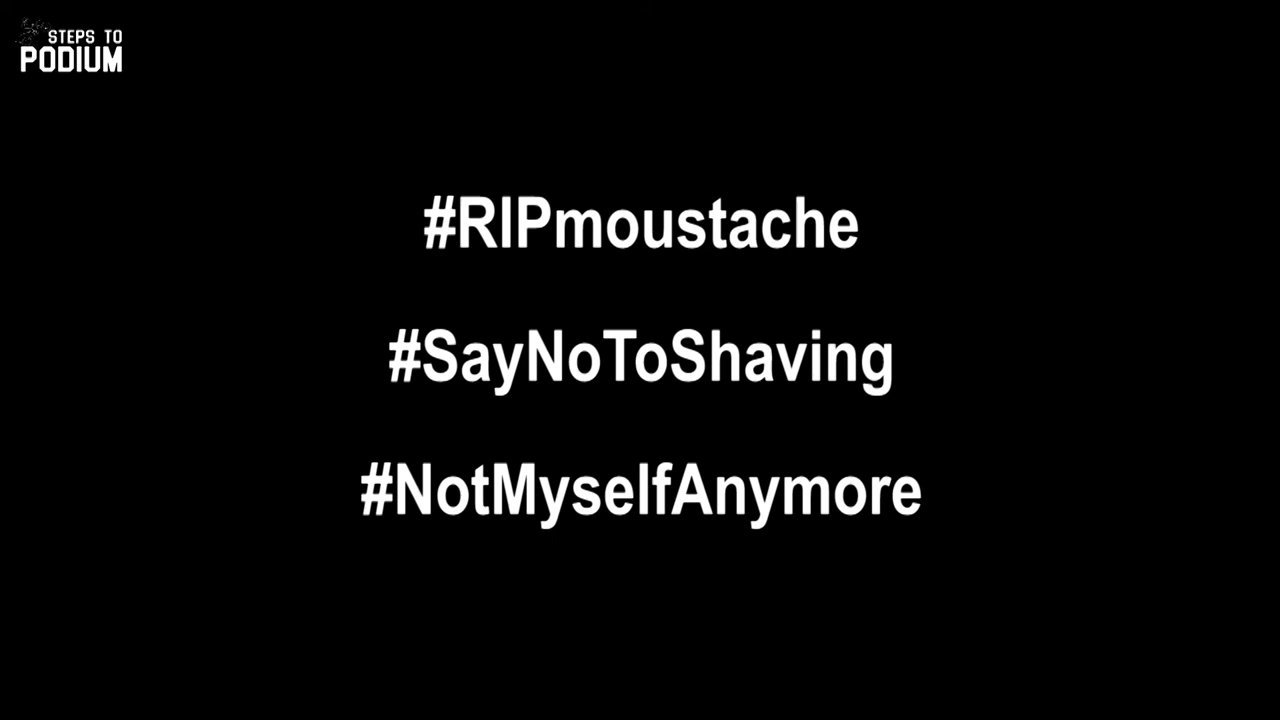 STEPS TO
PODIUM
#RIPmoustache
#SayNoToShaving
#NotMyselfAnymore